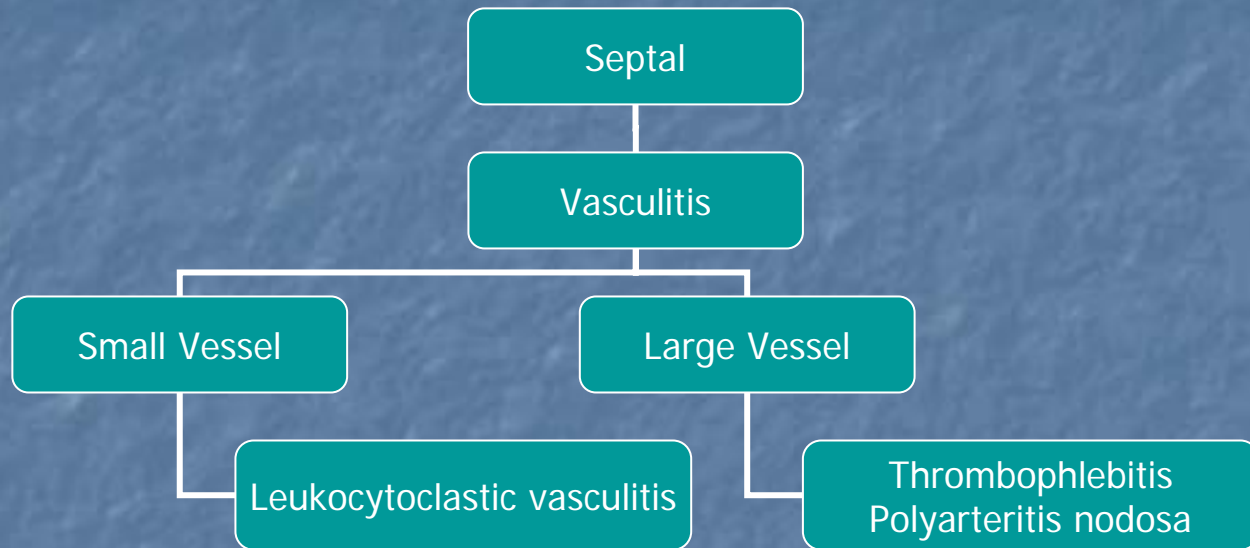 Septal
Vasculitis
Small Vessel
Large Vessel
Leukocytoclastic vasculitis
Thrombophlebitis
Polyarteritis nodosa